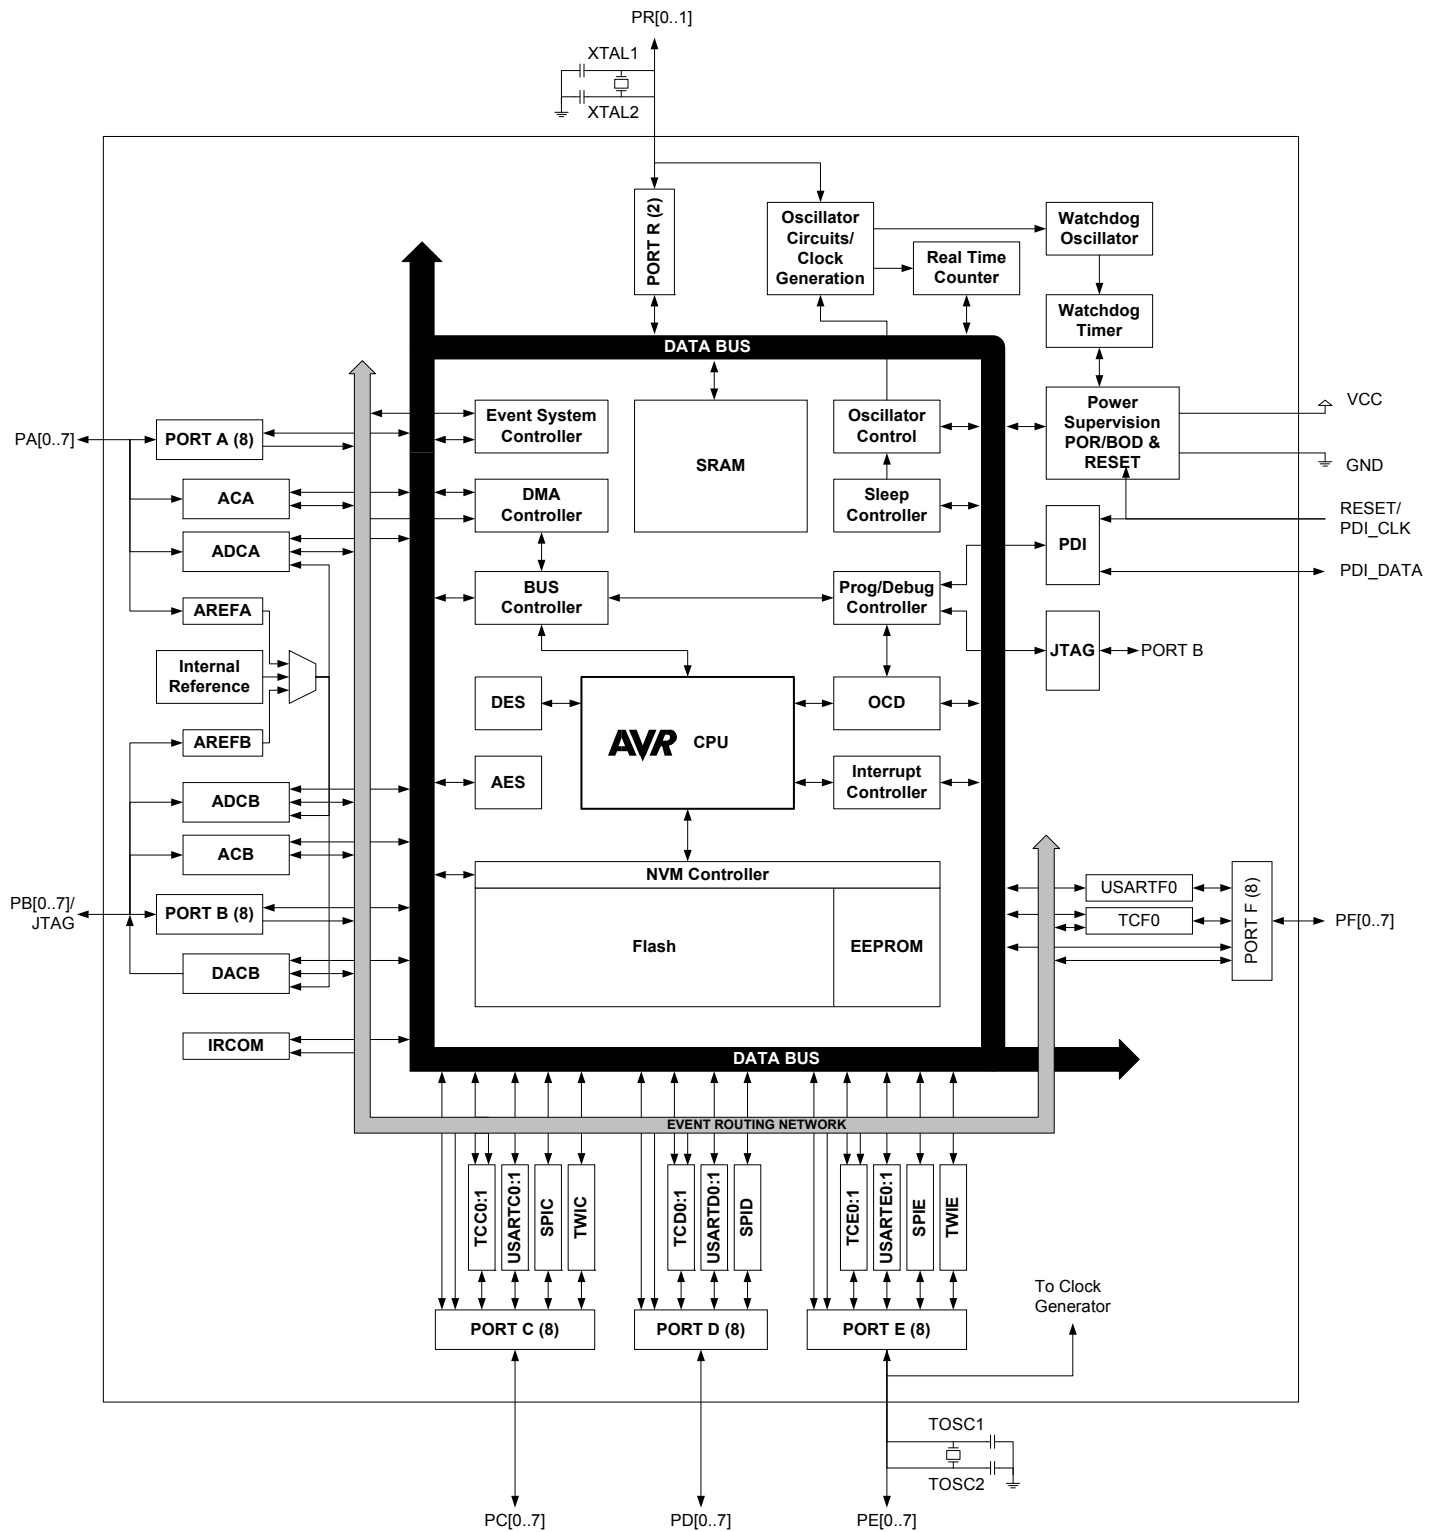 PR[0..1]
XTAL1
XTAL2
PORT R (2)
Oscillator
Circuits/
Clock
Generation
Watchdog
Oscillator
Real Time
Counter
Watchdog
Timer
DATA BUS
Event System
Controller
SRAM
Oscillator
Control
Power
Supervision
POR/BOD &
RESET
VCC
GND
PA[0..7]
PORT A (8)
ACA
DMA
Controller
Sleep
Controller
RESET/
PDI_CLK
PDI
PDI_DATA
ADCA
BUS
Controller
Prog/Debug
Controller
AREFA
JTAG
PORT B
Internal
Reference
DES
AVR CPU
OCD
AREFB
AES
Interrupt
Controller
ADCB
ACB
NVM Controller
Flash
EEPROM
USARTF0
TCF0
PORT F (8)
PF[0..7]
PB[0..7]/
JTAG
PORT B (8)
DACB
IRCOM
DATA BUS
EVENT ROUTING NETWORK
TCC0:1
USARTC0:1
SPIC
TWIC
TCD0:1
USARTD0:1
SPID
TCE0:1
USARTE0:1
SPIE
TWIE
To Clock
Generator
PORT C (8)
PORT D (8)
PORT E (8)
TOSC1
TOSC2
PC[0..7]
PD[0..7]
PE[0..7]